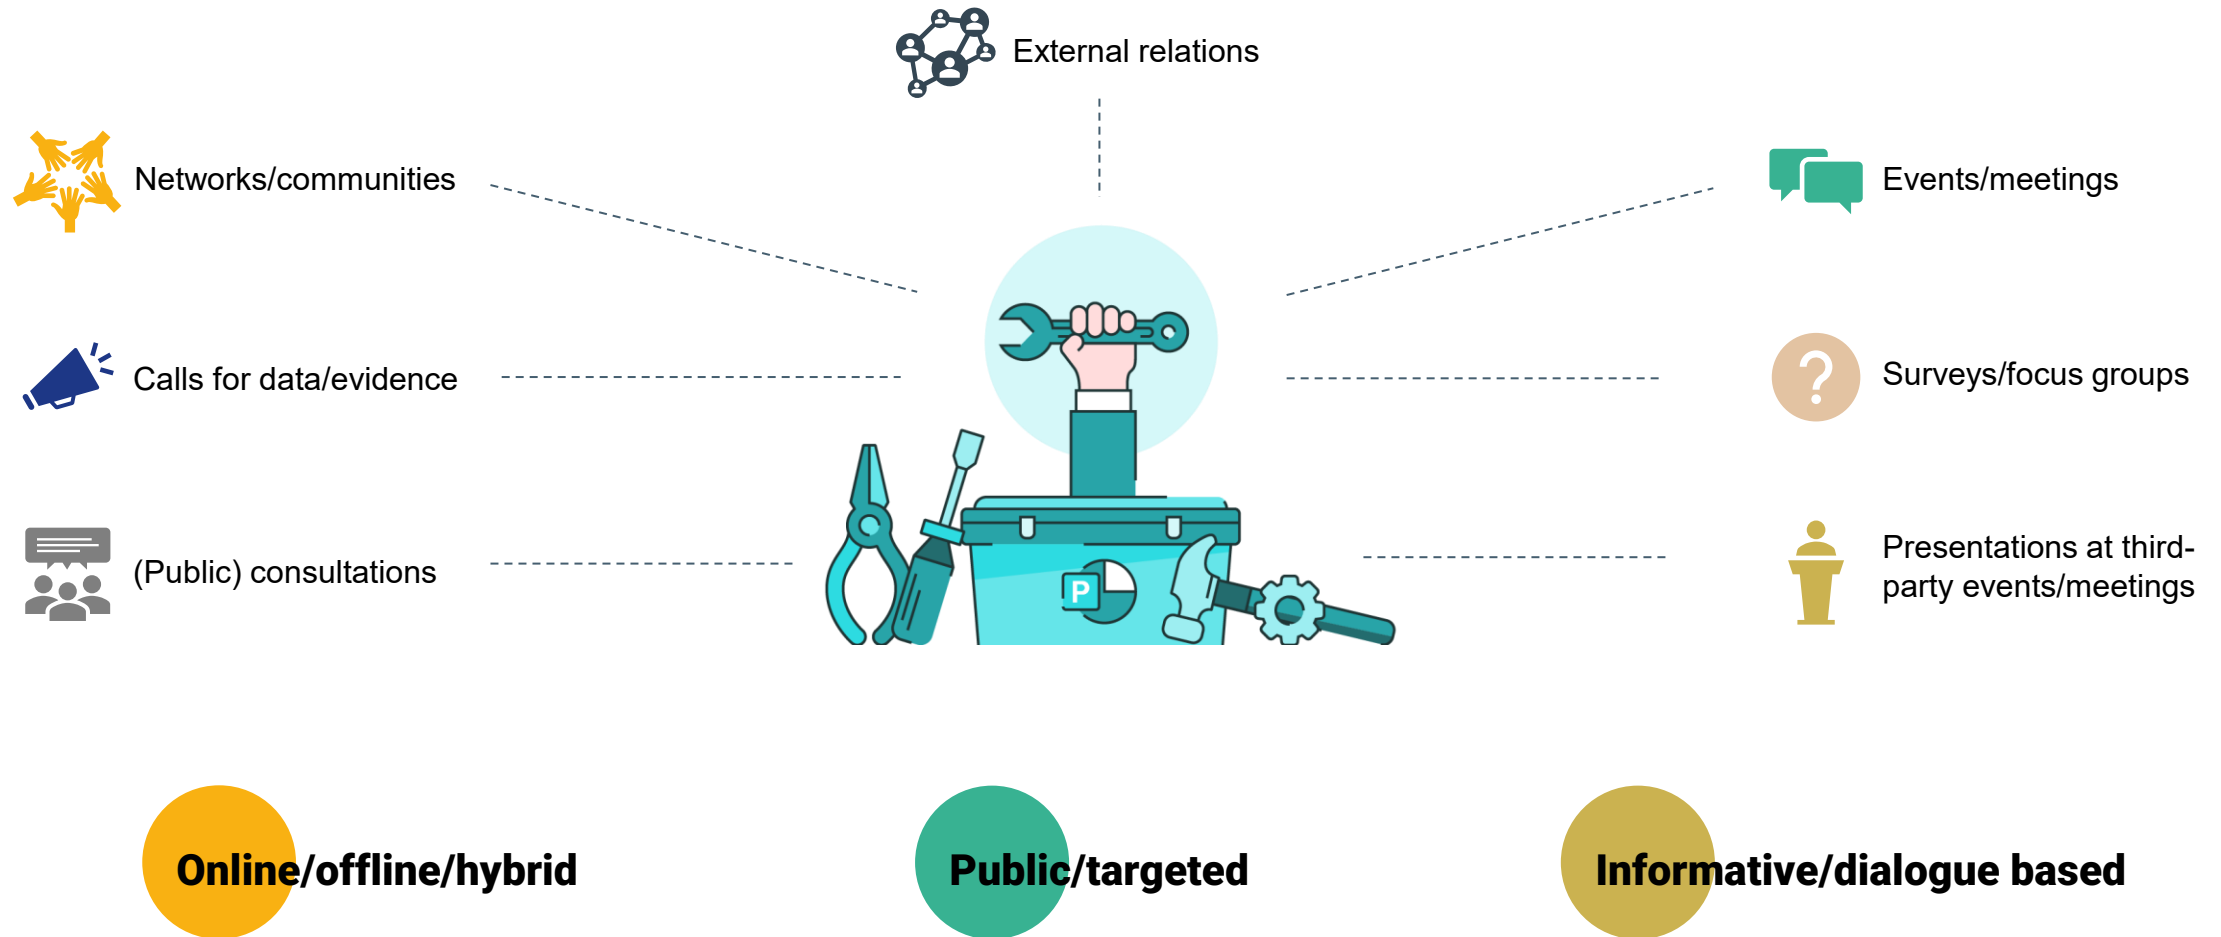 External relations
Networks/communities
Events/meetings
Calls for data/evidence
Surveys/focus groups
(Public) consultations
Presentations at third-
party events/meetings
P
Online/offline/hybrid
Public/targeted
Informative/dialogue based